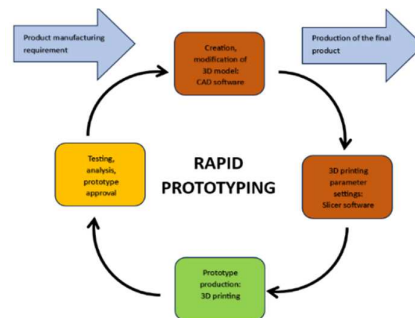 Product manufacturing
requirement
Creation,
modification of
3D model:
CAD software
Production of the final
product
Testing,
analysis,
prototype
approval
RAPID
PROTOTYPING
3D printing
parameter
settings:
Slicer software
Prototype
production:
3D printing